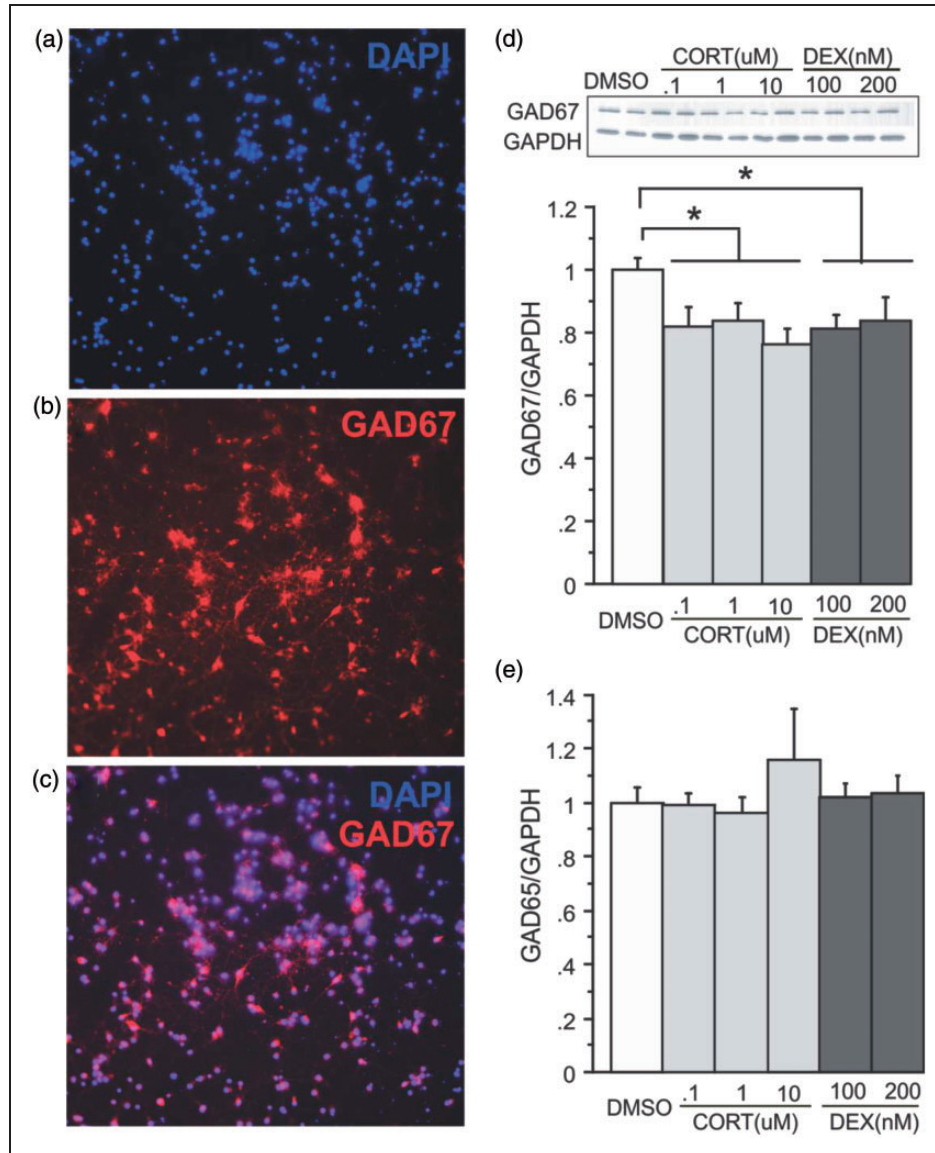 (a)
DAPI
(b)
GAD67
(c)
DAPI
GAD67
(d)
CORT(uM) DEX(nM)
DMSO .1 1 10 100 200
GAD67
GAPDH
*
*
1.2
1
.8
.6
.4
.2
0
GAD67/GAPDH
.1 1 10 100 200
DMSO CORT(uM) DEX(nM)
(e)
1.4
1.2
1
.8
.6
.4
.2
0
GAD65/GAPDH
.1 1 10 100 200
DMSO CORT(uM) DEX(nM)